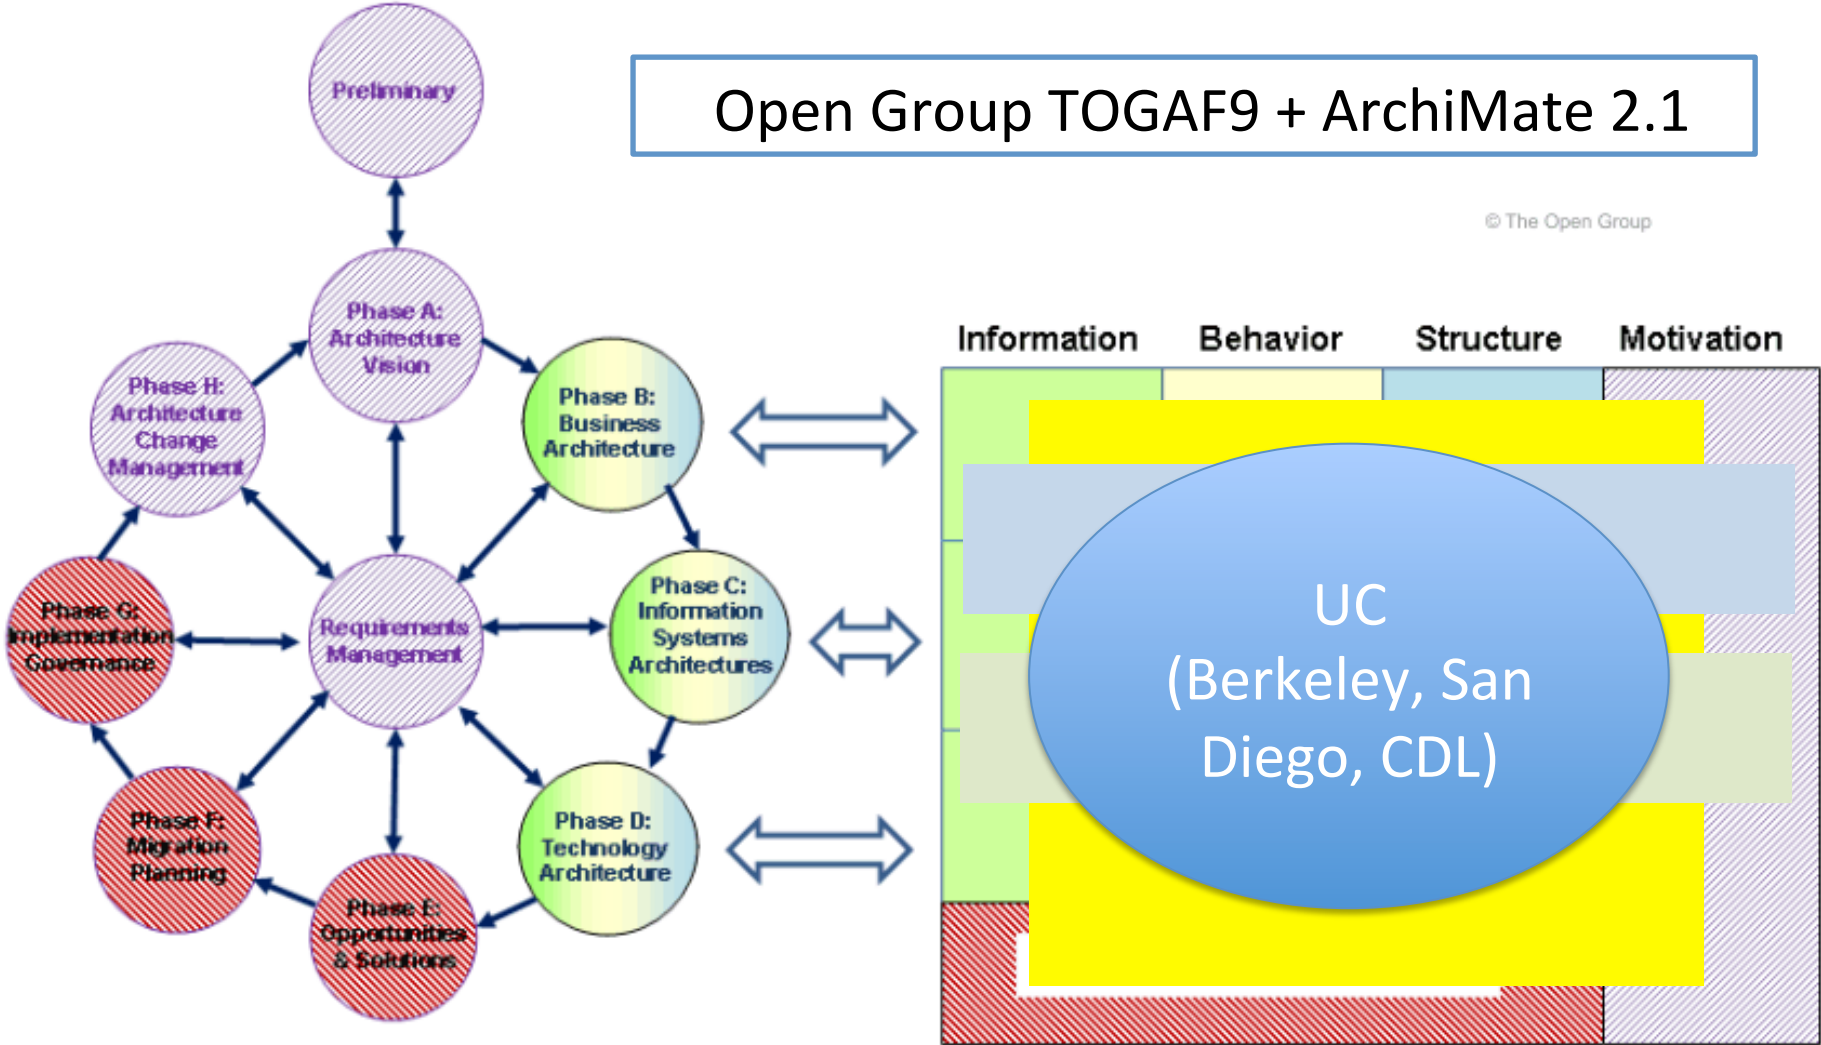 Preliminary
Open Group TOGAF9 + ArchiMate 2.1
© The Open Group
Phase A:
Architecture
Vision
Phase H:
Architecture
Change
Management
Phase B:
Business
Architecture
Phase G:
Implementation
Governance
Requirements
Management
Phase C:
Information
Systems
Architectures
Phase F:
Migration
Planning
Phase E:
Opportunities
& Solutions
Phase D:
Technology
Architecture
Information
Behavior
Structure
Motivation
UC
(Berkeley, San
Diego, CDL)